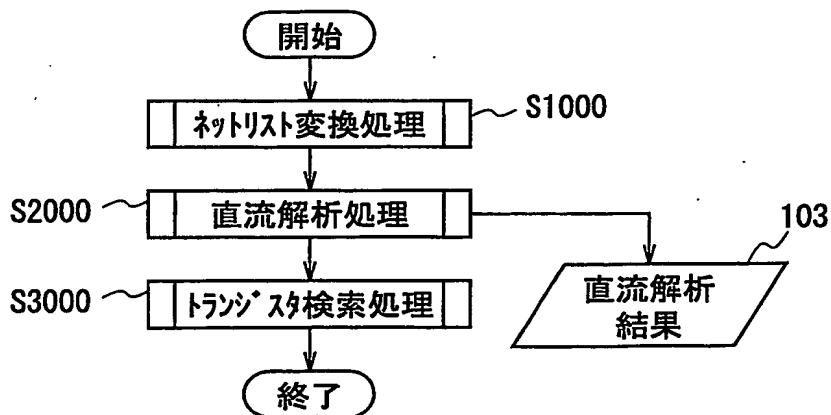 開始
ネットリスト変換処理
S1000
S2000
直流解析処理
103
直流解析
結果
S3000
トランジスタ検索処理
終了